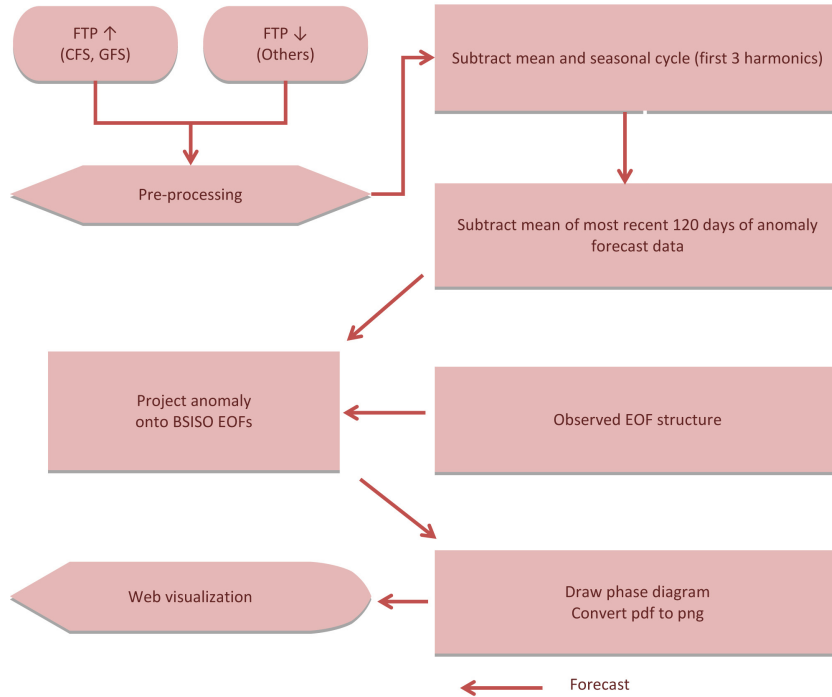 FTP ↑
(CFS, GFS)
FTP ↓
(Others)
Subtract mean and seasonal cycle (first 3 harmonics)
Pre-processing
Subtract mean of most recent 120 days of anomaly
forecast data
Project anomaly
onto BSISO EOFs
Observed EOF structure
Web visualization
Draw phase diagram
Convert pdf to png
Forecast